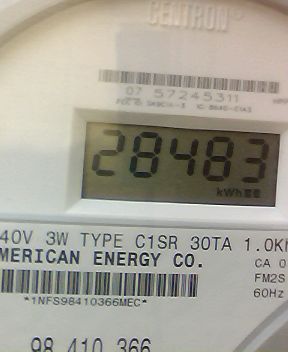 CENTRON®
07 57245311
28483
kWh
40V 3W TYPE C1SR 30TA 1.0K
MERICAN ENERGY CO.
CA 0
FM2S
60Hz
*1NFS98410366MEC*
98 410 366